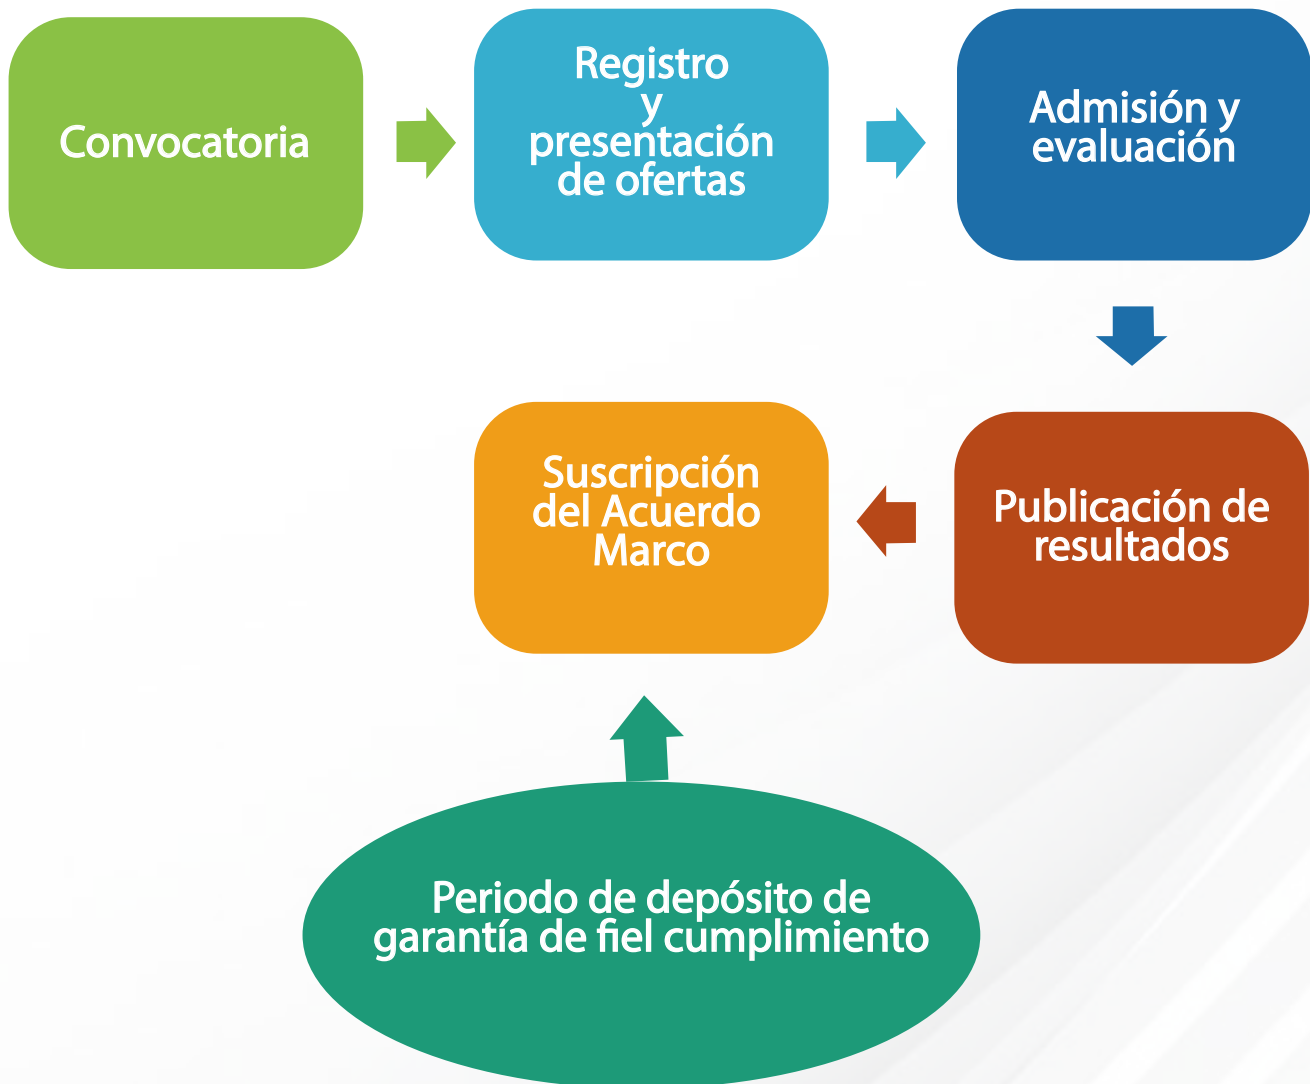 Convocatoria
Registro
y
presentación
de ofertas
Admisión y
evaluación
Publicación de
resultados
Suscripción
del Acuerdo
Marco
Periodo de depósito de
garantía de fiel cumplimiento